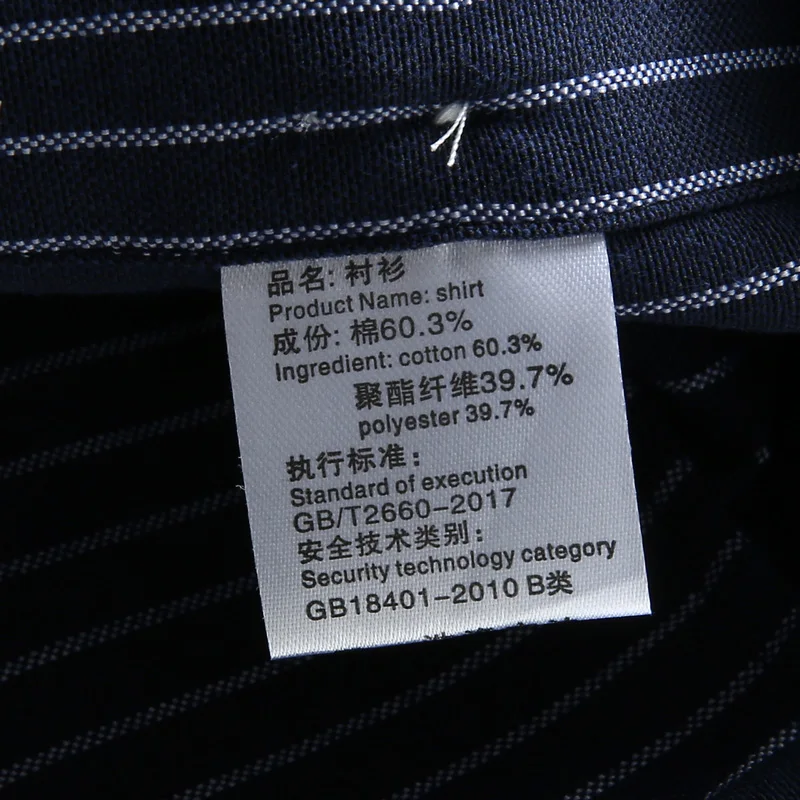 品名: 衬衫
Product Name: shirt
成份: 棉60.3%
Ingredient: cotton 60.3%
聚酯纤维39.7%
polyester 39.7%
执行标准:
Standard of execution
GB/T2660-2017
安全技术类别:
Security technology category
GB18401-2010 B类